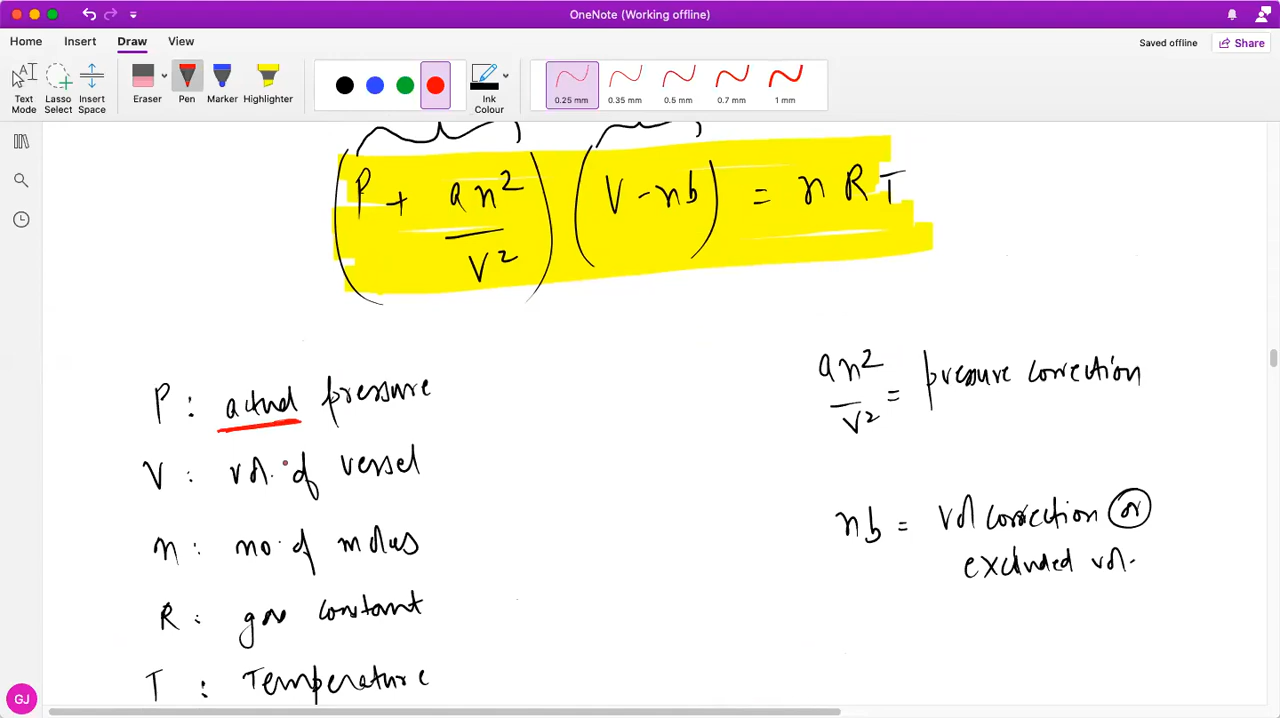 OneNote (Working offline)
Home Insert Draw View
Saved offline Share
Text Mode
Lasso Select
Insert Space
Eraser
Pen
Marker
Highlighter
Ink Colour
0.25 mm
0.35 mm
0.5 mm
0.7 mm
1 mm
(P + an²/V²) (V - nb) = n R T
P : actual pressure
V : vol. of vessel
n : no. of moles
R : gas constant
T : Temperature
an²/V² = pressure correction
nb = vol correction or
excluded vol.
GJ